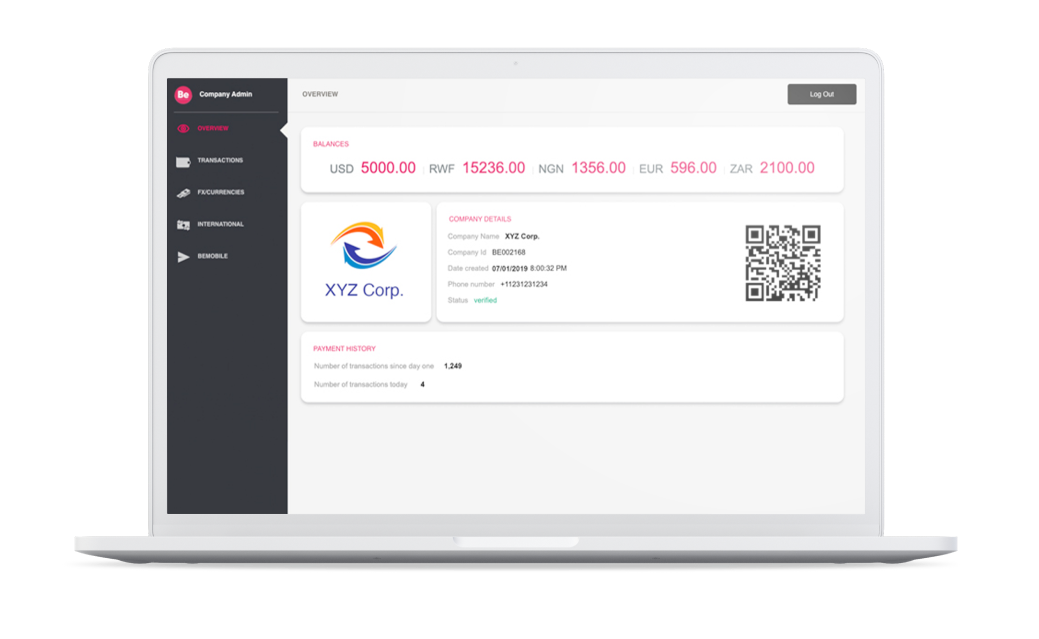 Be Company Admin
OVERVIEW
Log Out
OVERVIEW
TRANSACTIONS
FX/CURRENCIES
INTERNATIONAL
BEMOBILE
BALANCES
USD 5000.00 RWF 15236.00 NGN 1356.00 EUR 596.00 ZAR 2100.00
XYZ Corp.
COMPANY DETAILS
Company Name XYZ Corp.
Company Id BE002168
Date created 07/01/2019 8:00:32 PM
Phone number +11231231234
Status verified
PAYMENT HISTORY
Number of transactions since day one 1,249
Number of transactions today 4